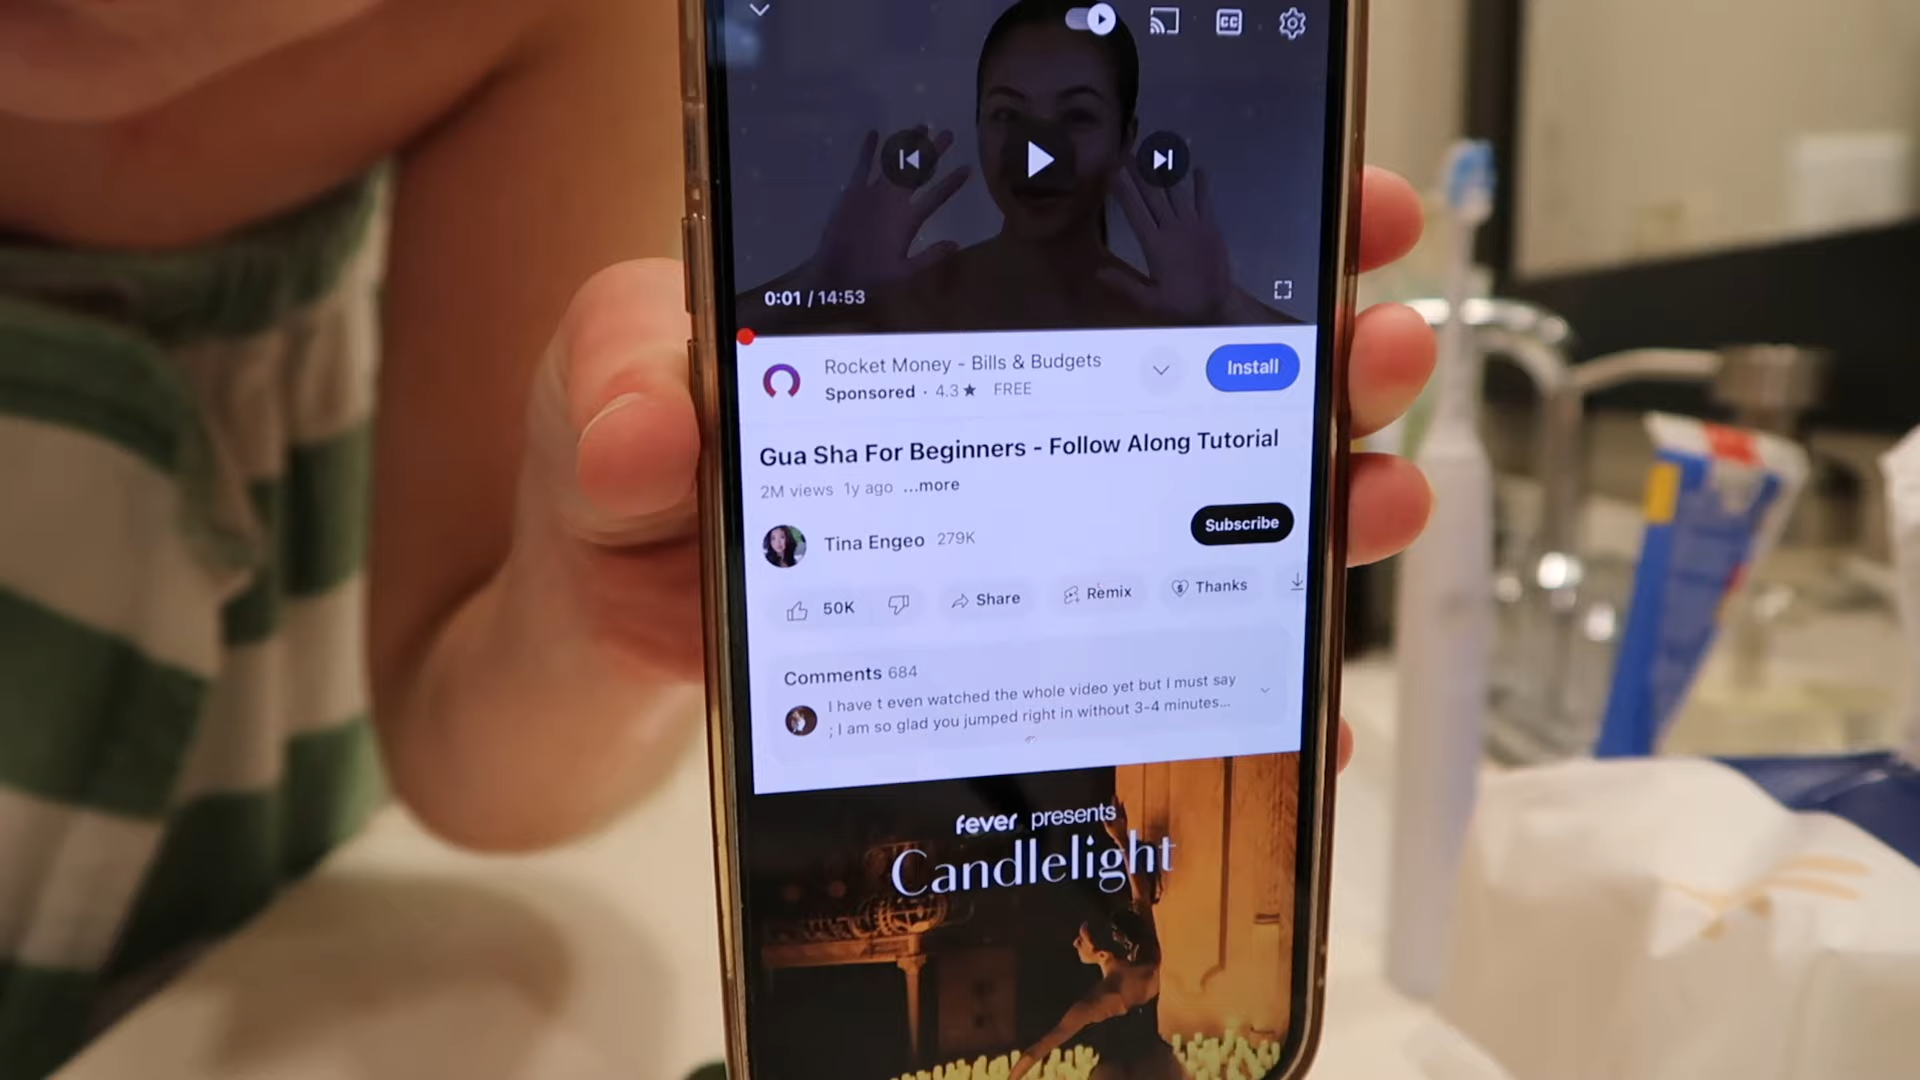 CC
0:01 / 14:53
Rocket Money - Bills & Budgets
Sponsored · 4.3★ FREE
Install
Gua Sha For Beginners - Follow Along Tutorial
2M views 1y ago ...more
Tina Engeo 279K
Subscribe
50K
Share
Remix
Thanks
Comments 684
I have t even watched the whole video yet but I must say
; I am so glad you jumped right in without 3-4 minutes...
fever presents
Candlelight